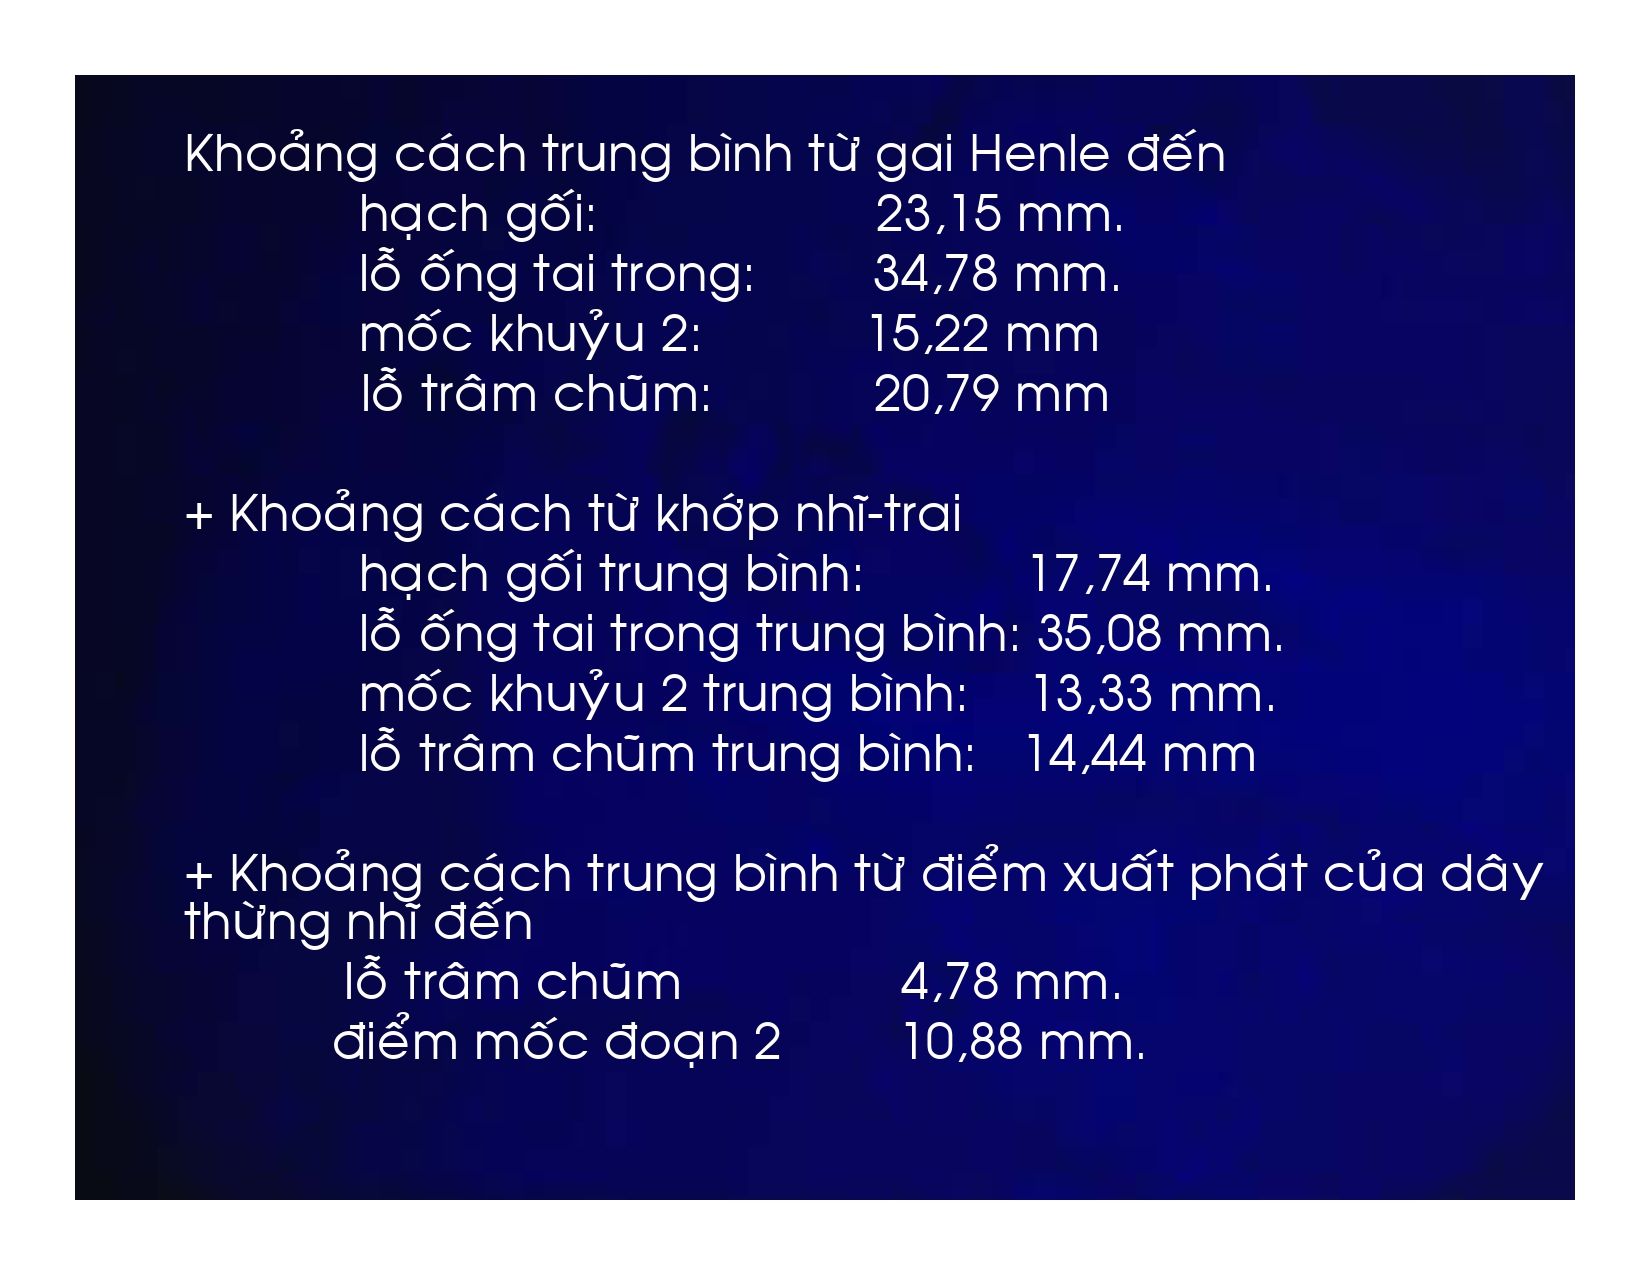 Khoảng cách trung bình từ gai Henle đến
hạch gối: 23,15 mm.
lỗ ống tai trong: 34,78 mm.
mốc khuỷu 2: 15,22 mm
lỗ trâm chũm: 20,79 mm
+ Khoảng cách từ khớp nhĩ-trai
hạch gối trung bình: 17,74 mm.
lỗ ống tai trong trung bình: 35,08 mm.
mốc khuỷu 2 trung bình: 13,33 mm.
lỗ trâm chũm trung bình: 14,44 mm
+ Khoảng cách trung bình từ điểm xuất phát của dây
thừng nhĩ đến
lỗ trâm chũm 4,78 mm.
điểm mốc đoạn 2 10,88 mm.